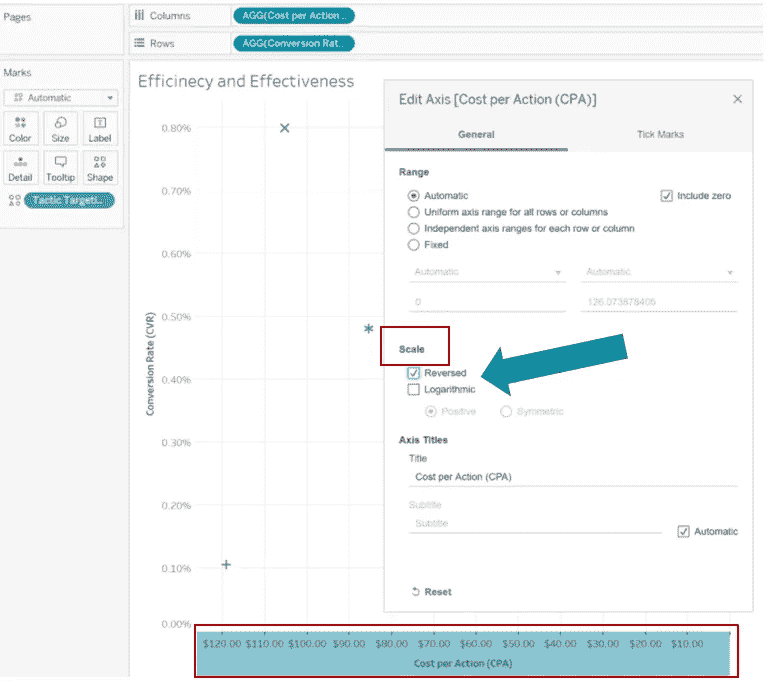 Pages
Columns
AGG(Cost per Action ..
Rows
AGG(Conversion Rat..
Marks
Automatic
Color Size Label
Detail Tooltip Shape
Tactic Targeti..
Efficinecy and Effectiveness
0.80%
0.70%
0.60%
0.50%
0.40%
0.30%
0.20%
0.10%
0.00%
Conversion Rate (CVR)
$120.00 $110.00 $100.00 $90.00 $80.00 $70.00 $60.00 $50.00 $40.00 $30.00 $20.00 $10.00
Cost per Action (CPA)
Edit Axis [Cost per Action (CPA)]
General Tick Marks
Range
Automatic Include zero
Uniform axis range for all rows or columns
Independent axis ranges for each row or column
Fixed
Automatic Automatic
0 126.073878405
Scale
Reversed
Logarithmic
Positive Symmetric
Axis Titles
Title
Cost per Action (CPA)
Subtitle
Subtitle
Automatic
Reset